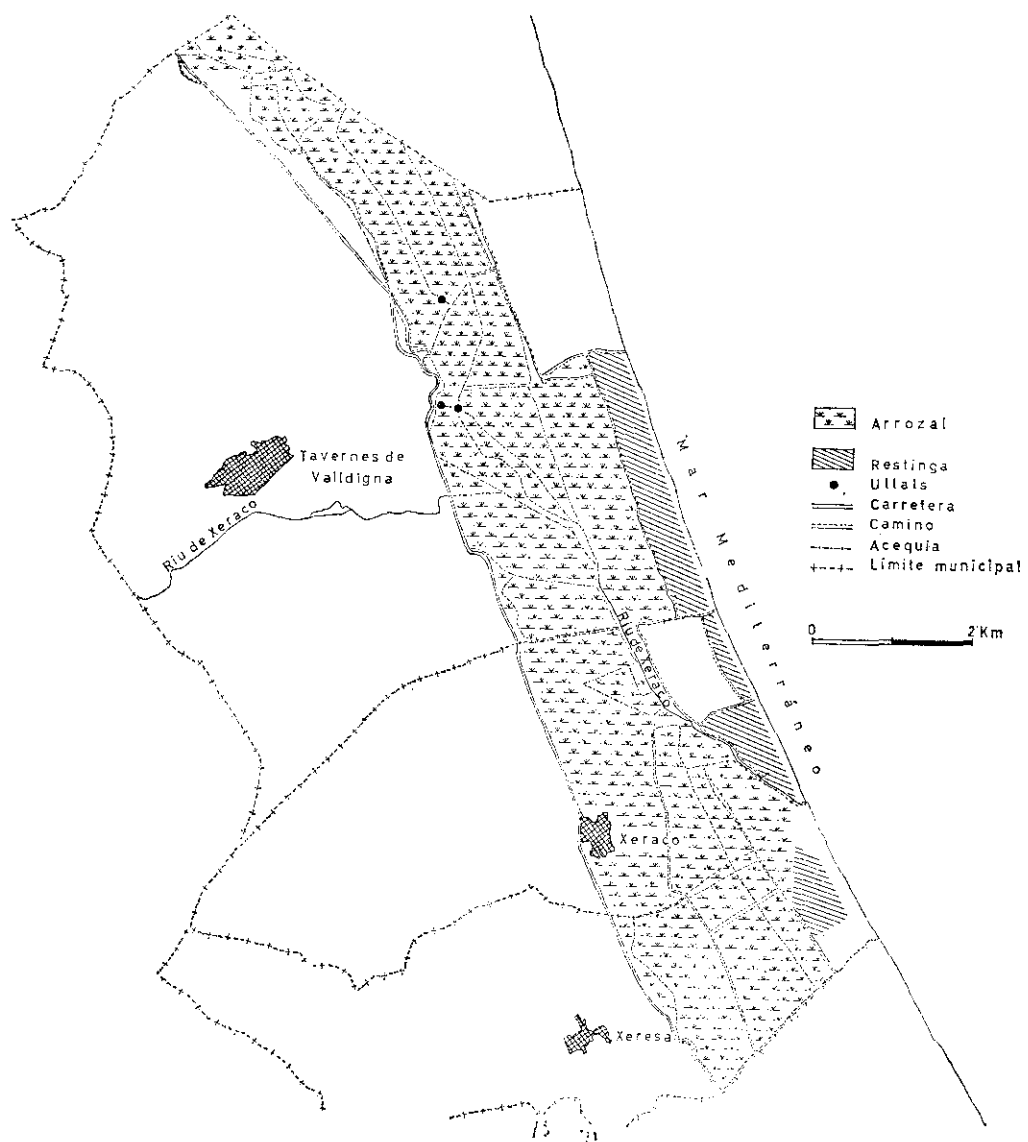 Tavernes de
Valldigna
Riu de Xeraco
Mar Mediterráneo
Arrozal
Restinga
Ullals
Carretera
Camino
Acequia
Límite municipal
0 2 Km
Riu de Xeraco
Xeraco
Xeresa